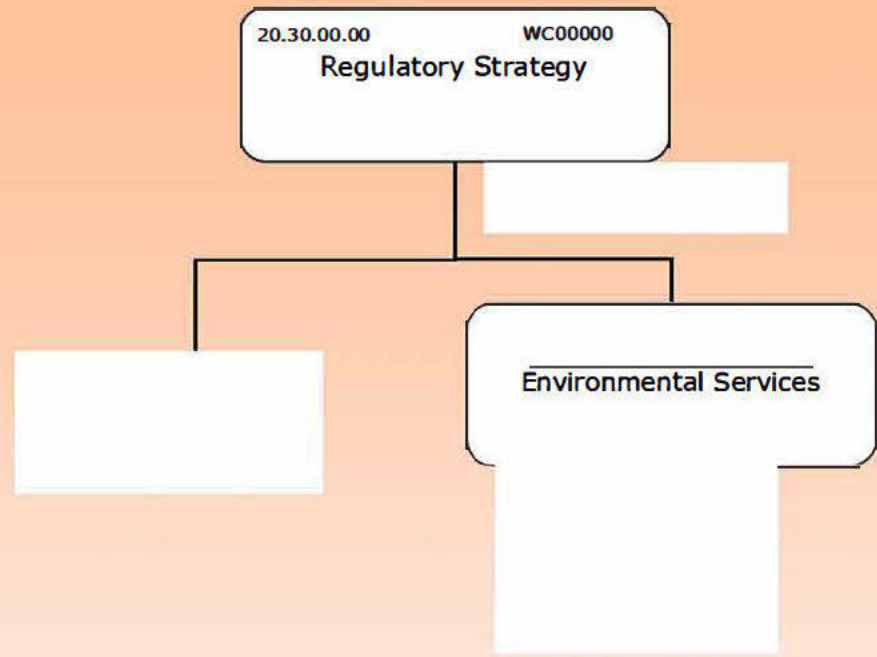 20.30.00.00 WC00000
Regulatory Strategy
Environmental Services